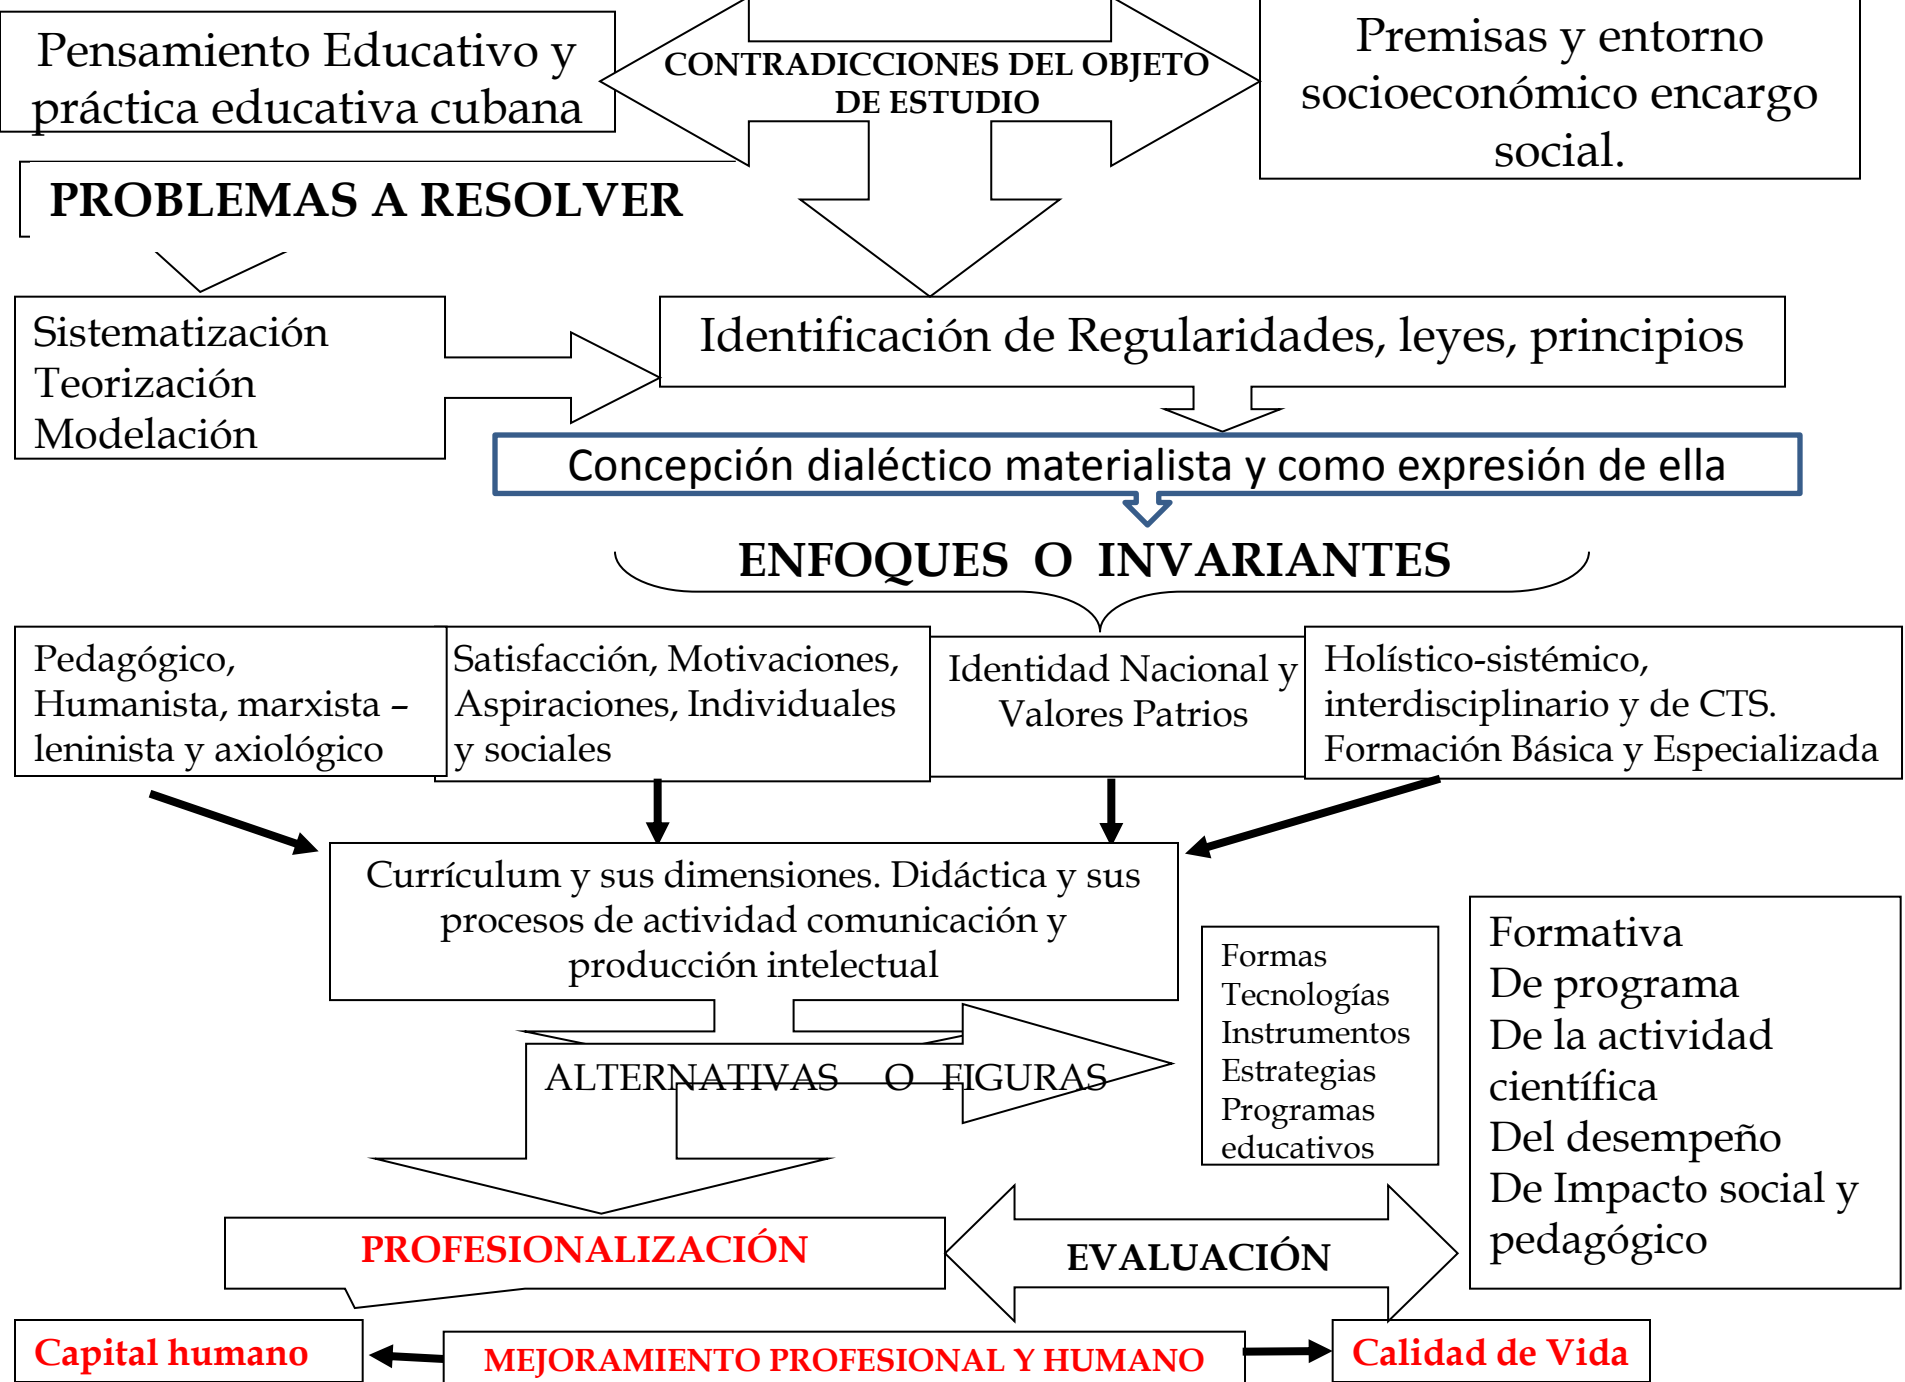 Pensamiento Educativo y
práctica educativa cubana
CONTRADICCIONES DEL OBJETO
DE ESTUDIO
Premisas y entorno
socioeconómico encargo
social.
PROBLEMAS A RESOLVER
Sistematización
Teorización
Modelación
Identificación de Regularidades, leyes, principios
Concepción dialéctico materialista y como expresión de ella
ENFOQUES O INVARIANTES
Pedagógico,
Humanista, marxista –
leninista y axiológico
Satisfacción, Motivaciones,
Aspiraciones, Individuales
y sociales
Identidad Nacional y
Valores Patrios
Holístico-sistémico,
interdisciplinario y de CTS.
Formación Básica y Especializada
Currículum y sus dimensiones. Didáctica y sus
procesos de actividad comunicación y
producción intelectual
ALTERNATIVAS O FIGURAS
Formas
Tecnologías
Instrumentos
Estrategias
Programas
educativos
Formativa
De programa
De la actividad
científica
Del desempeño
De Impacto social y
pedagógico
PROFESIONALIZACIÓN
EVALUACIÓN
Capital humano
MEJORAMIENTO PROFESIONAL Y HUMANO
Calidad de Vida